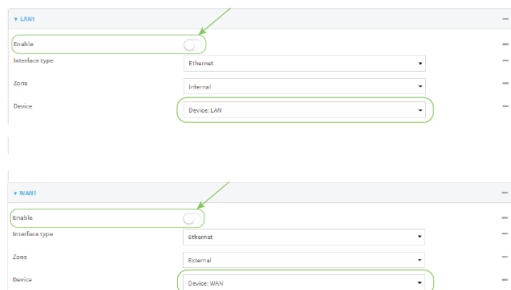 ▾ LAN1
Enable
Interface type Ethernet
Zone Internal
Device Device: LAN
▾ WAN1
Enable
Interface type Ethernet
Zone External
Device Device: WAN